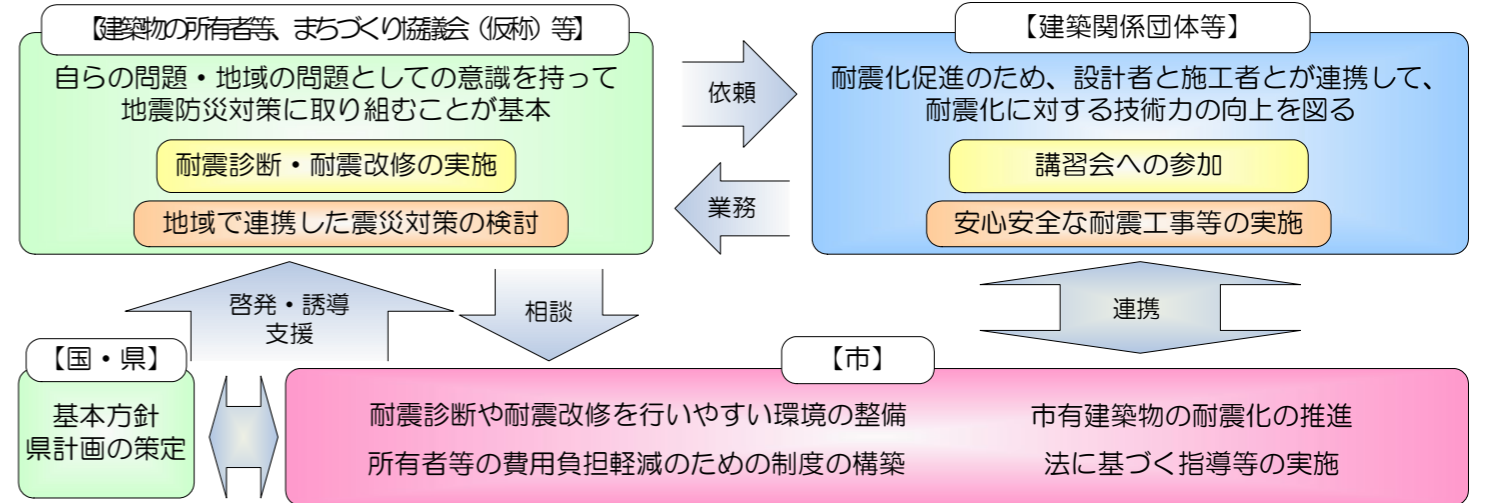 【建築物の所有者等、まちづくり協議会（仮称）等】
自らの問題・地域の問題としての意識を持って
地震防災対策に取り組むことが基本
耐震診断・耐震改修の実施
地域で連携した震災対策の検討
依頼
業務
【建築関係団体等】
耐震化促進のため、設計者と施工者とが連携して、
耐震化に対する技術力の向上を図る
講習会への参加
安心安全な耐震工事等の実施
啓発・誘導
支援
相談
連携
【国・県】
基本方針
県計画の策定
【市】
耐震診断や耐震改修を行いやすい環境の整備
市有建築物の耐震化の推進
所有者等の費用負担軽減のための制度の構築
法に基づく指導等の実施